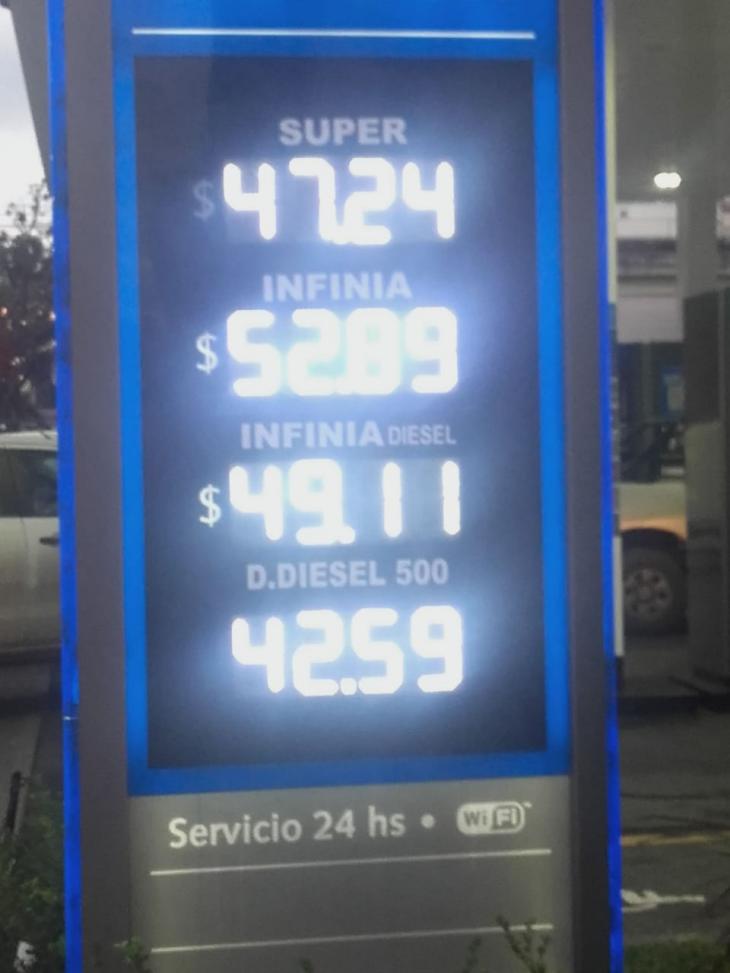 SUPER
$ 47.24
INFINIA
$ 52.89
INFINIA DIESEL
$ 49.11
D.DIESEL 500
42.59
Servicio 24 hs • WiFi